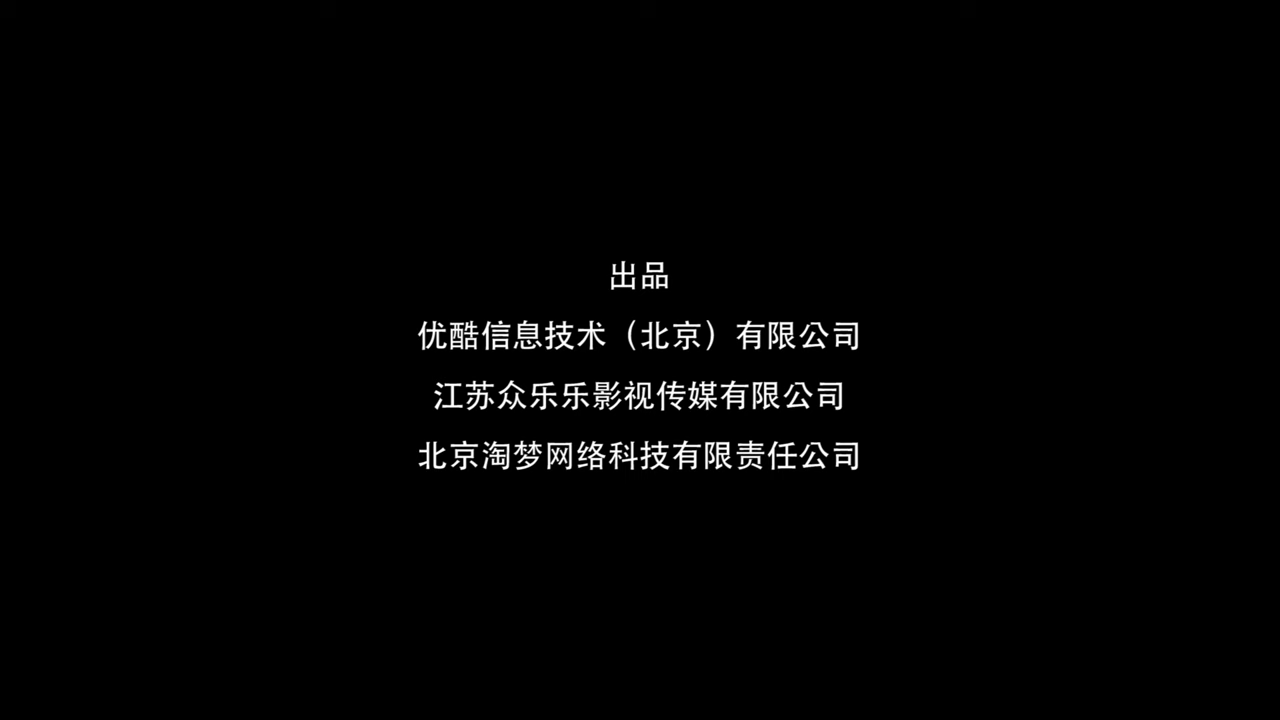 出品
优酷信息技术（北京）有限公司
江苏众乐乐影视传媒有限公司
北京淘梦网络科技有限责任公司